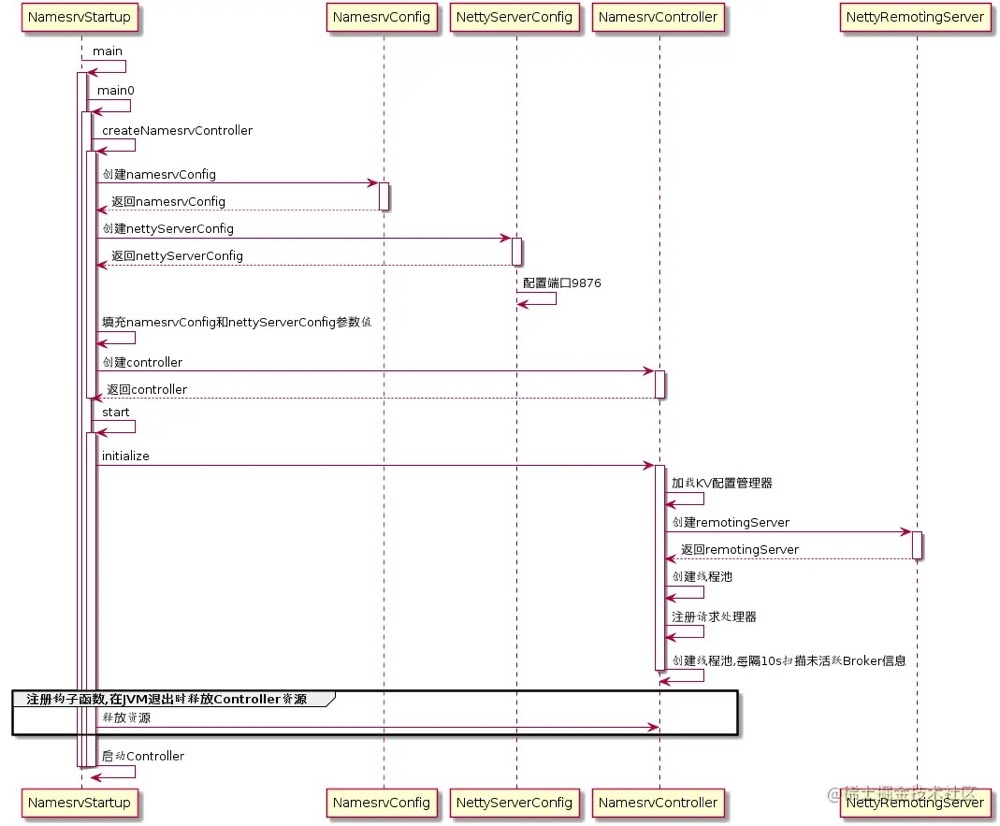 NamesrvStartup NamesrvConfig NettyServerConfig NamesrvController NettyRemotingServer
main
main0
createNamesrvController
创建namesrvConfig
返回namesrvConfig
创建nettyServerConfig
返回nettyServerConfig
配置端口9876
填充namesrvConfig和nettyServerConfig参数值
创建controller
返回controller
start
initialize
加载KV配置管理器
创建remotingServer
返回remotingServer
创建线程池
注册请求处理器
创建线程池,每隔10s扫描未活跃Broker信息
注册钩子函数,在JVM退出时释放Controller资源
释放资源
启动Controller
NamesrvStartup NamesrvConfig NettyServerConfig NamesrvController NettyRemotingServer
@稀土掘金技术社区